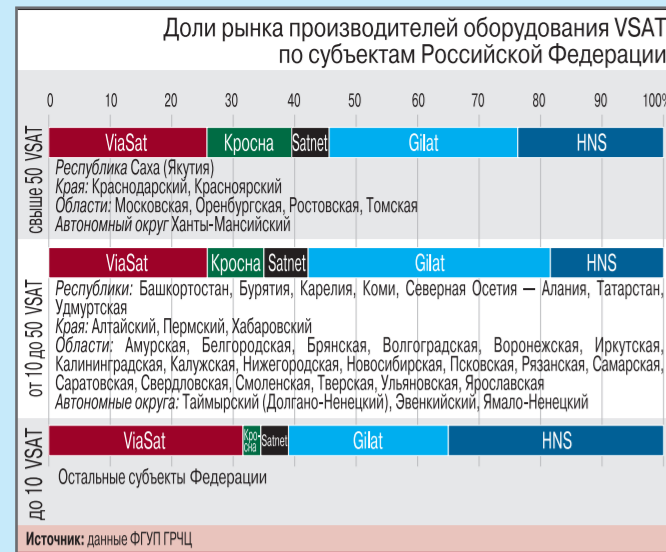 Доли рынка производителей оборудования VSAT
по субъектам Российской Федерации
0 10 20 30 40 50 60 70 80 90 100%
свыше 50 VSAT
ViaSat Кросна Satnet Gilat HNS
Республика Саха (Якутия)
Края: Краснодарский, Красноярский
Области: Московская, Оренбургская, Ростовская, Томская
Автономный округ Ханты-Мансийский
от 10 до 50 VSAT
ViaSat Кросна Satnet Gilat HNS
Республики: Башкортостан, Бурятия, Карелия, Коми, Северная Осетия — Алания, Татарстан,
Удмуртская
Края: Алтайский, Пермский, Хабаровский
Области: Амурская, Белгородская, Брянская, Волгоградская, Воронежская, Иркутская,
Калининградская, Калужская, Нижегородская, Новосибирская, Псковская, Рязанская, Самарская,
Саратовская, Свердловская, Смоленская, Тверская, Ульяновская, Ярославская
Автономные округа: Таймырский (Долгано-Ненецкий), Эвенкийский, Ямало-Ненецкий
до 10 VSAT
ViaSat Кро-
сна Satnet Gilat HNS
Остальные субъекты Федерации
Источник: данные ФГУП ГРЧЦ